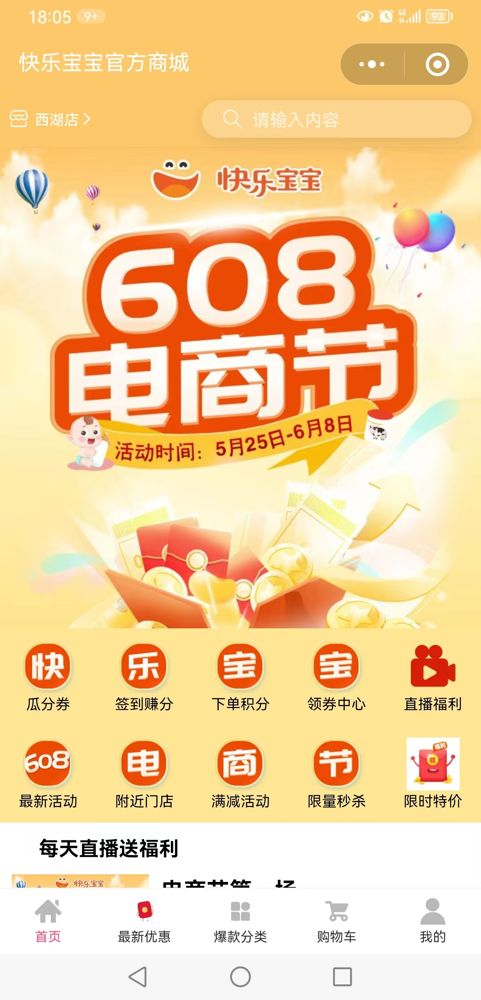 18:05 9+ 4G 93
快乐宝宝官方商城
西湖店 请输入内容
快乐宝宝
608
电商节
活动时间：5月25日-6月8日
快 乐 宝 宝
瓜分券 签到赚分 下单积分 领券中心 直播福利
福利
608 电 商 节 领
最新活动 附近门店 满减活动 限量秒杀 限时特价
每天直播送福利
快乐宝宝
首页 最新优惠 爆款分类 购物车 我的